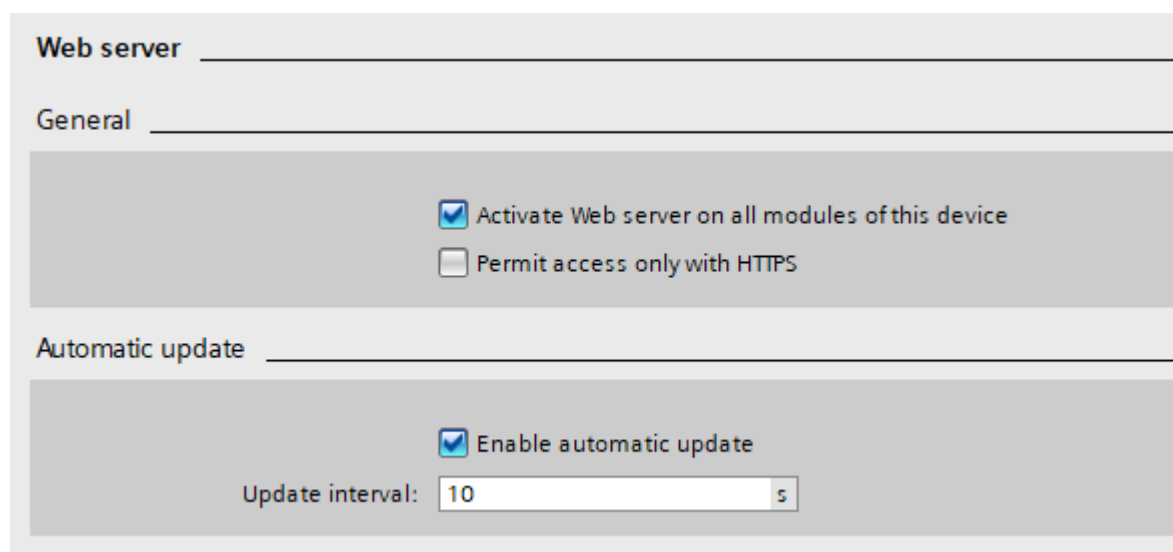 Web server
General
Activate Web server on all modules of this device
Permit access only with HTTPS
Automatic update
Enable automatic update
Update interval: 10 s